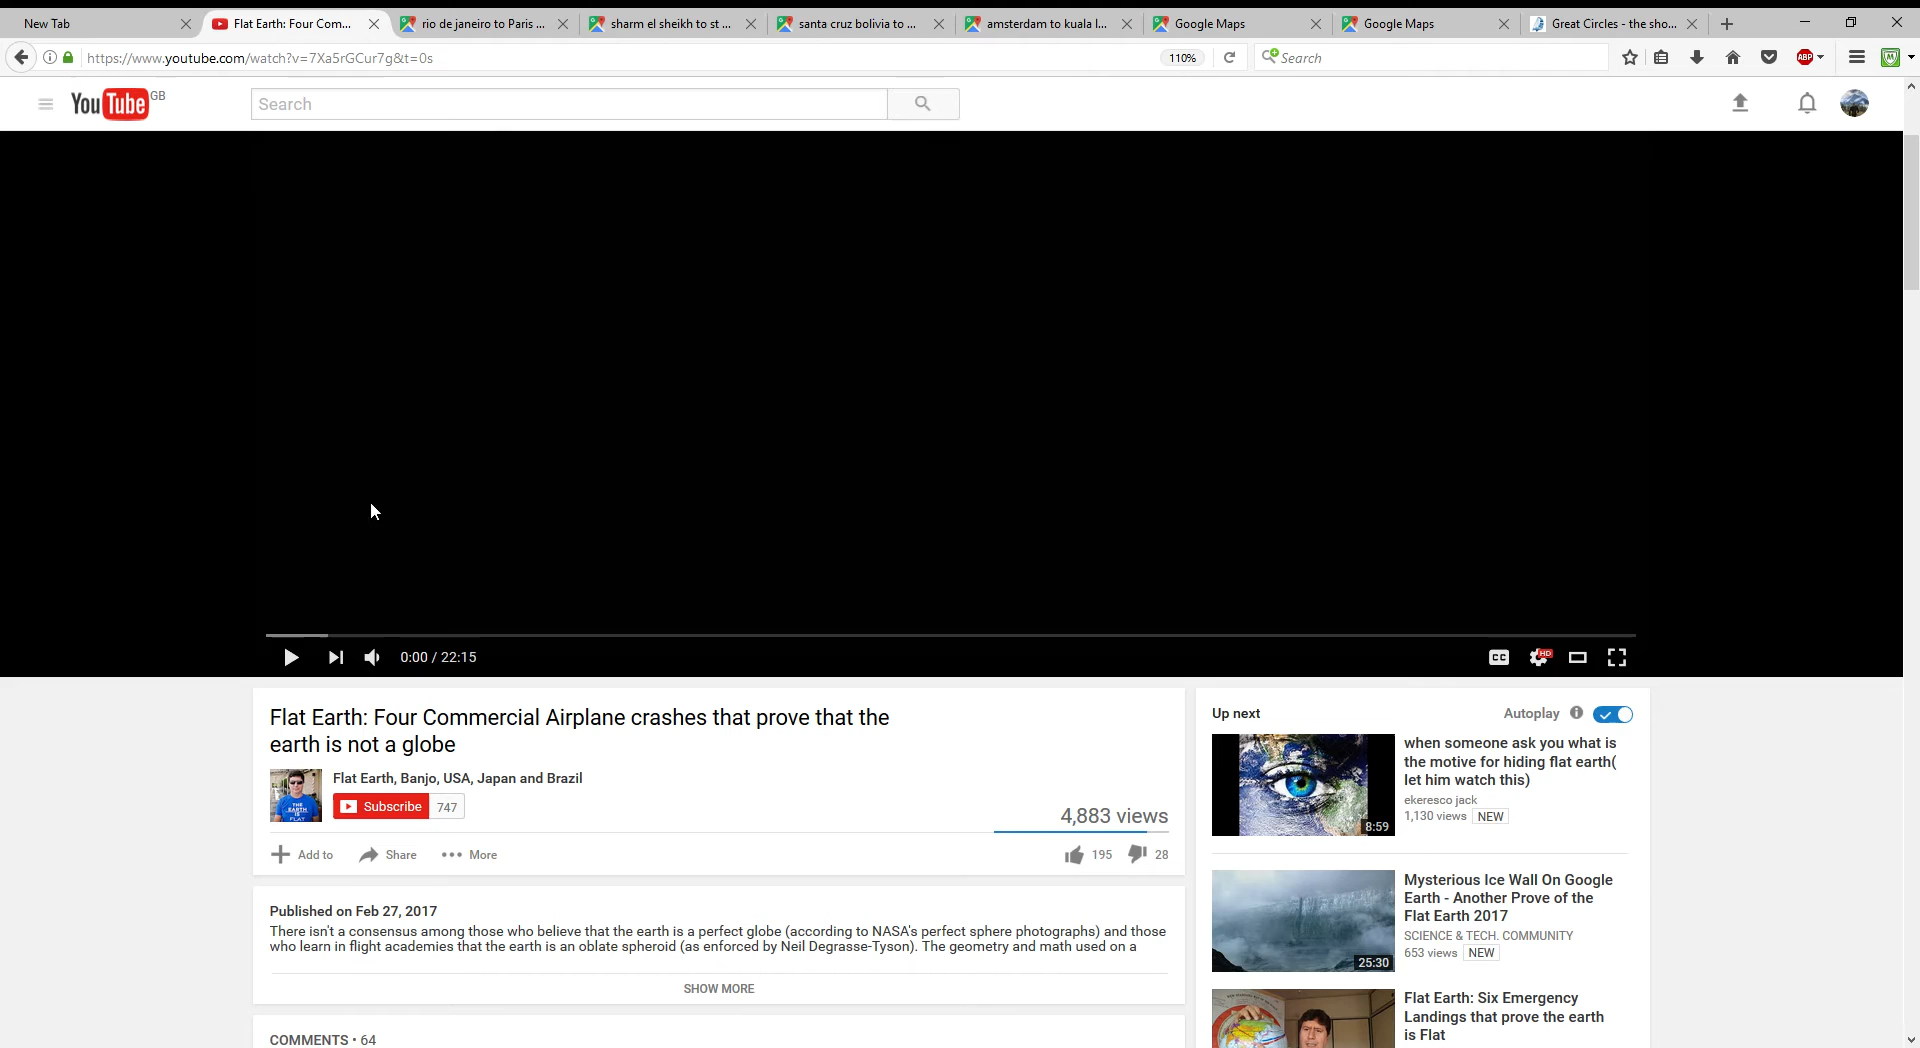 New Tab
Flat Earth: Four Com...
rio de janeiro to Paris ...
sharm el sheikh to st ...
santa cruz bolivia to ...
amsterdam to kuala l...
Google Maps
Google Maps
Great Circles - the sho...
https://www.youtube.com/watch?v=7Xa5rGCur7g&t=0s
110%
Search
ABP
YouTube GB
Search
0:00 / 22:15
CC
HD
Flat Earth: Four Commercial Airplane crashes that prove that the
earth is not a globe
THE
EARTH
IS
FLAT
Flat Earth, Banjo, USA, Japan and Brazil
Subscribe 747
4,883 views
Add to
Share
More
195
28
Published on Feb 27, 2017
There isn't a consensus among those who believe that the earth is a perfect globe (according to NASA's perfect sphere photographs) and those
who learn in flight academies that the earth is an oblate spheroid (as enforced by Neil Degrasse-Tyson). The geometry and math used on a
SHOW MORE
COMMENTS • 64
Up next
Autoplay
8:59
when someone ask you what is
the motive for hiding flat earth(
let him watch this)
ekeresco jack
1,130 views NEW
25:30
Mysterious Ice Wall On Google
Earth - Another Prove of the
Flat Earth 2017
SCIENCE & TECH. COMMUNITY
653 views NEW
Flat Earth: Six Emergency
Landings that prove the earth
is Flat